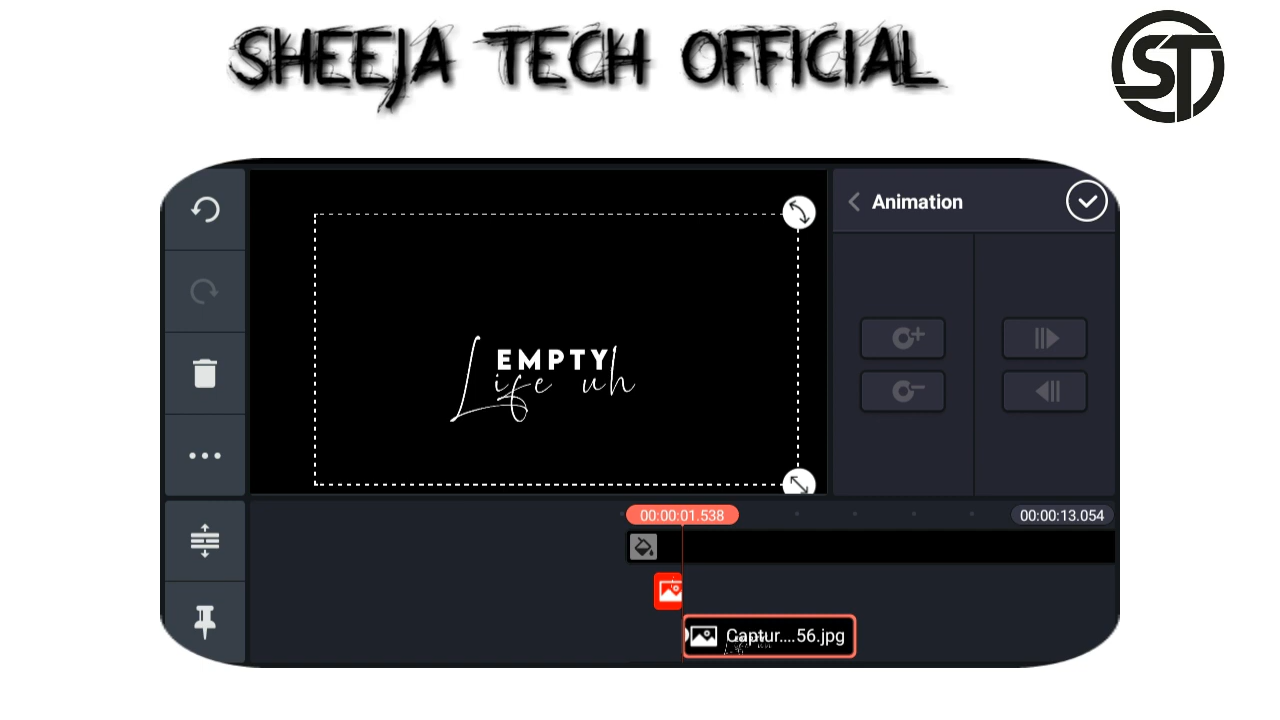 SHEEJA TECH OFFICIAL
ST
Animation
EMPTY
Life uh
00:00:01.538
00:00:13.054
Captur....56.jpg